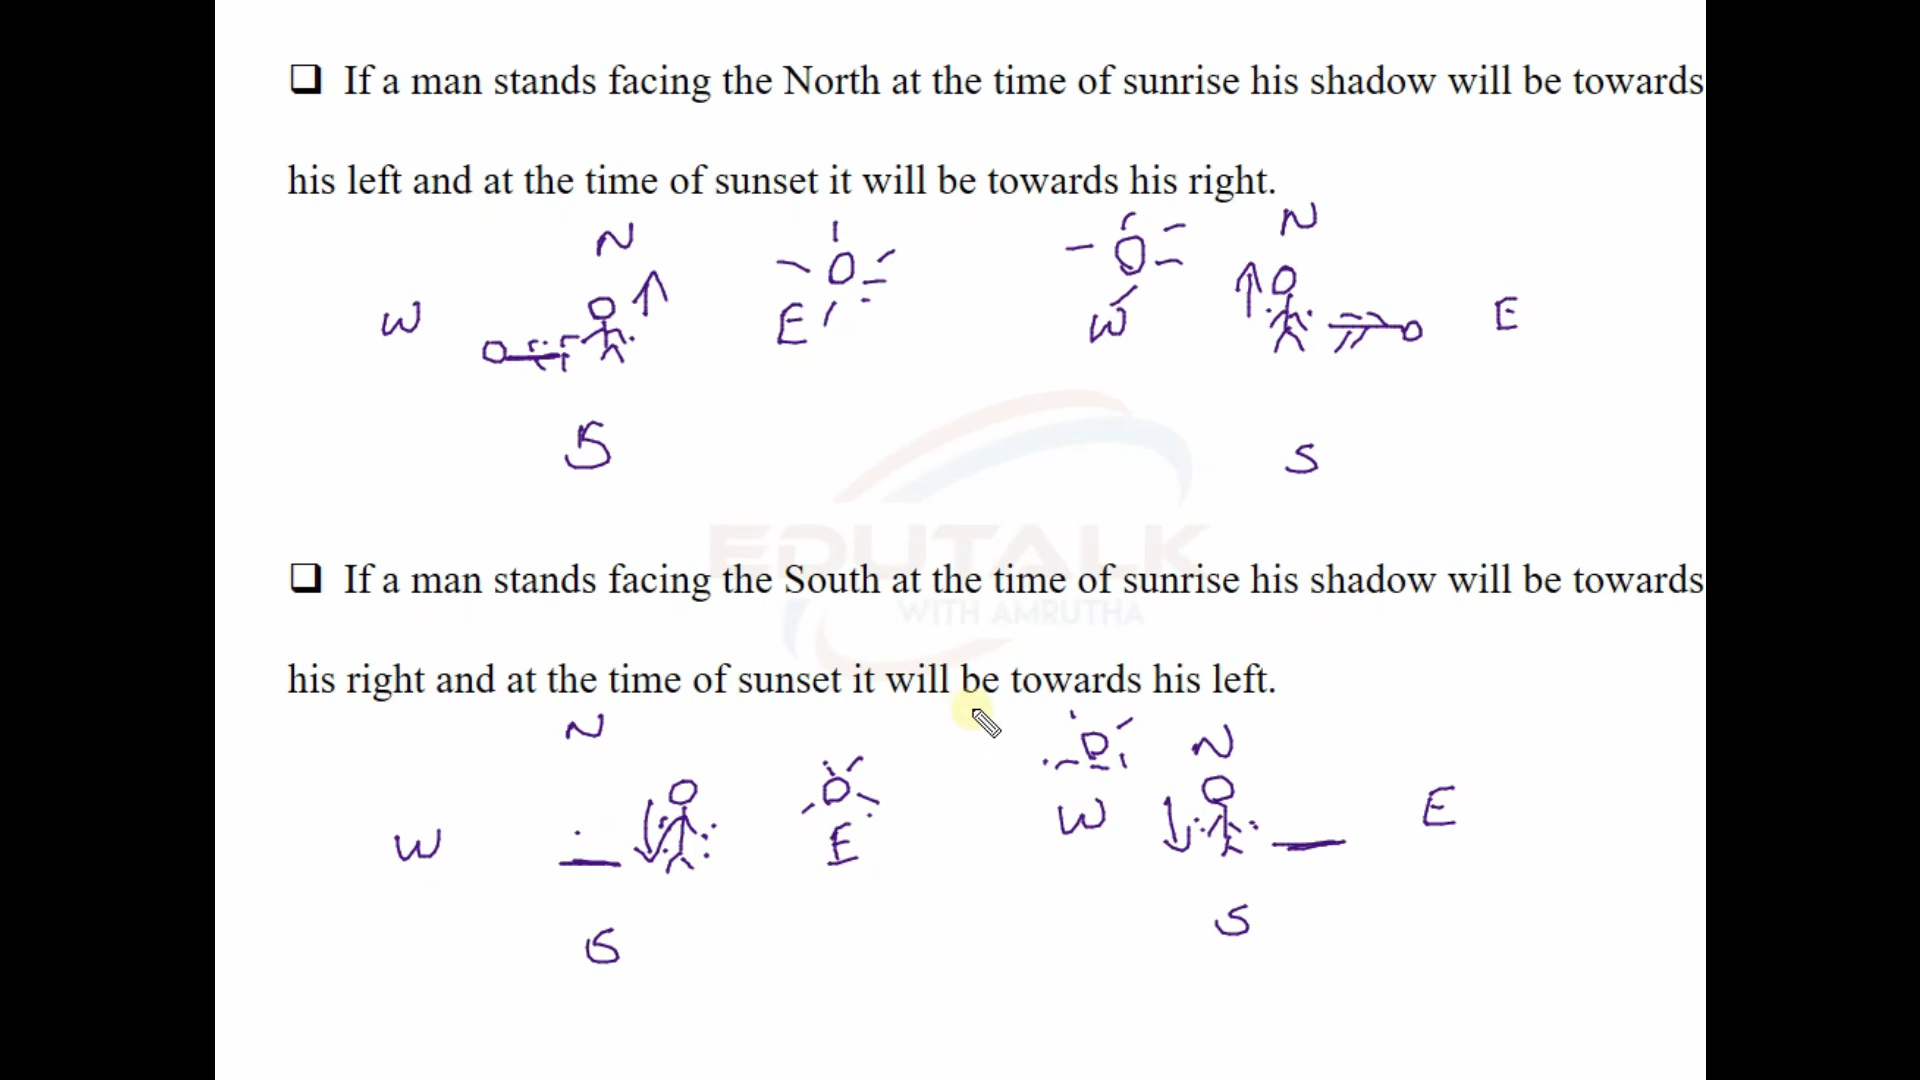 If a man stands facing the North at the time of sunrise his shadow will be towards
his left and at the time of sunset it will be towards his right.
N
N
W
E
W
E
S
S
EDUTALK
If a man stands facing the South at the time of sunrise his shadow will be towards
WITH AMRUTHA
his right and at the time of sunset it will be towards his left.
N
N
W
E
W
E
S
S